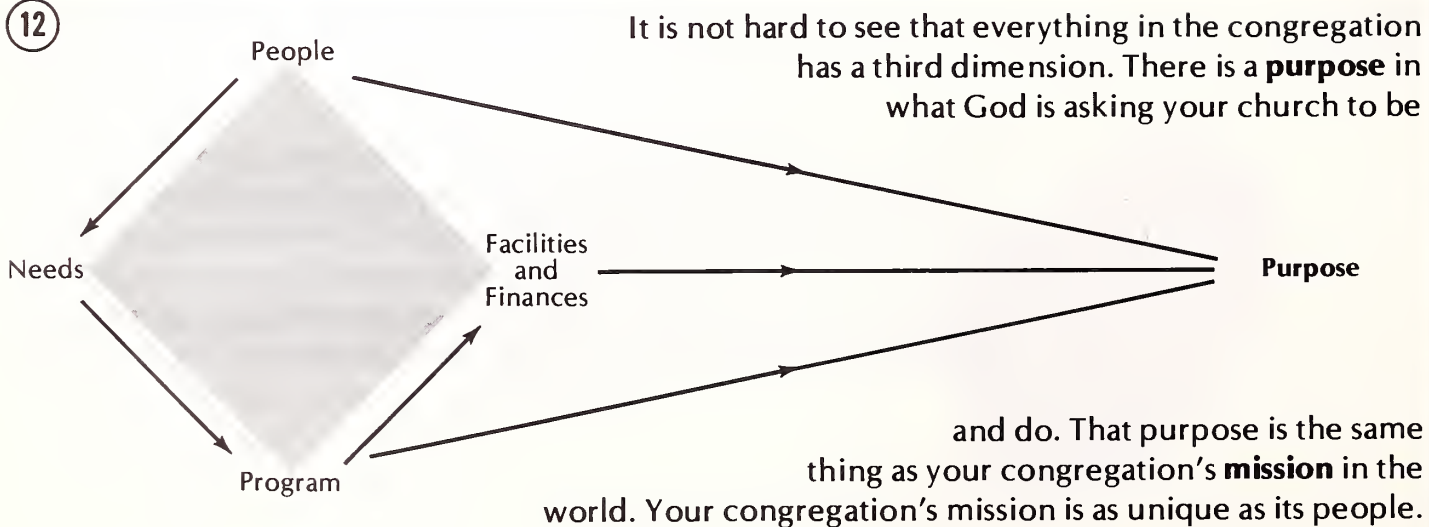 12
It is not hard to see that everything in the congregation
has a third dimension. There is a purpose in
what God is asking your church to be
People
Needs
Facilities
and
Finances
Purpose
Program
and do. That purpose is the same
thing as your congregation's mission in the
world. Your congregation's mission is as unique as its people.